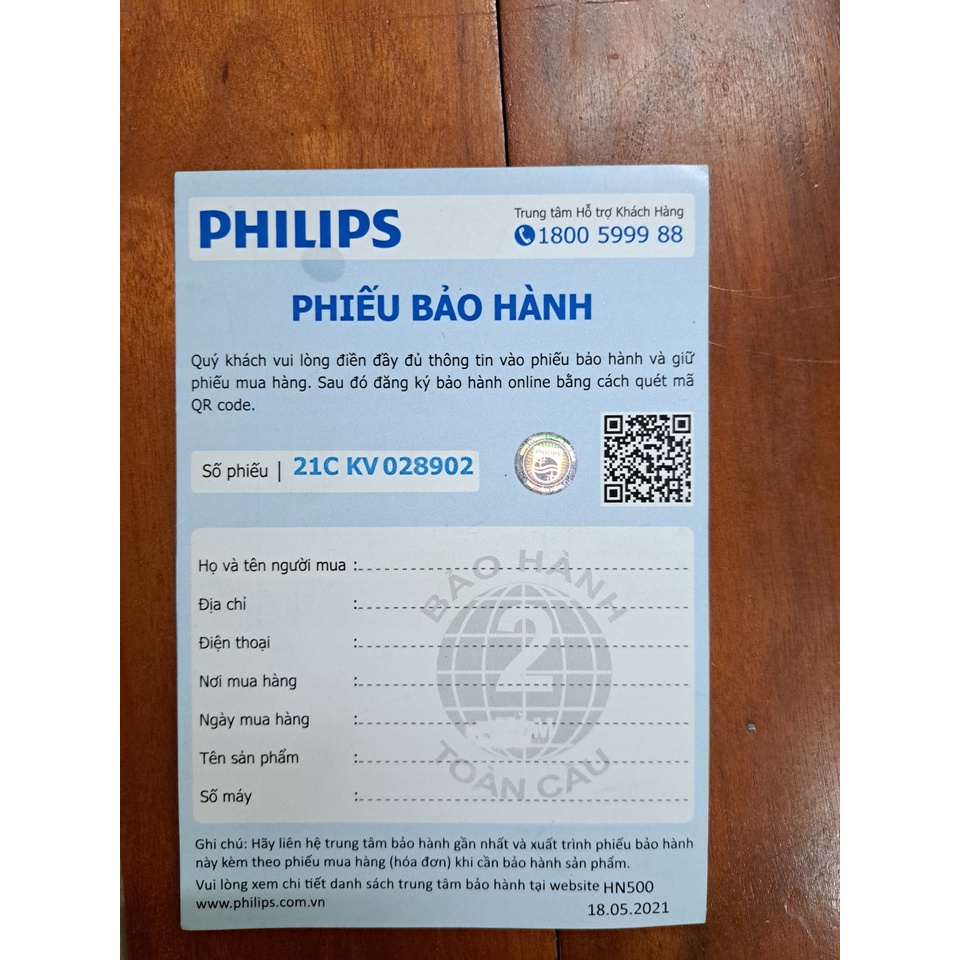 PHILIPS
Trung tâm Hỗ trợ Khách Hàng
1800 5999 88
PHIẾU BẢO HÀNH
Quý khách vui lòng điền đầy đủ thông tin vào phiếu bảo hành và giữ
phiếu mua hàng. Sau đó đăng ký bảo hành online bằng cách quét mã
QR code.
Số phiếu | 21C KV 028902
PHILIPS
Họ và tên người mua :
Địa chỉ :
Điện thoại :
Nơi mua hàng :
Ngày mua hàng :
Tên sản phẩm :
Số máy :
BẢO HÀNH
2
TOÀN CẦU
Ghi chú: Hãy liên hệ trung tâm bảo hành gần nhất và xuất trình phiếu bảo hành
này kèm theo phiếu mua hàng (hóa đơn) khi cần bảo hành sản phẩm.
Vui lòng xem chi tiết danh sách trung tâm bảo hành tại website HN500
www.philips.com.vn
18.05.2021